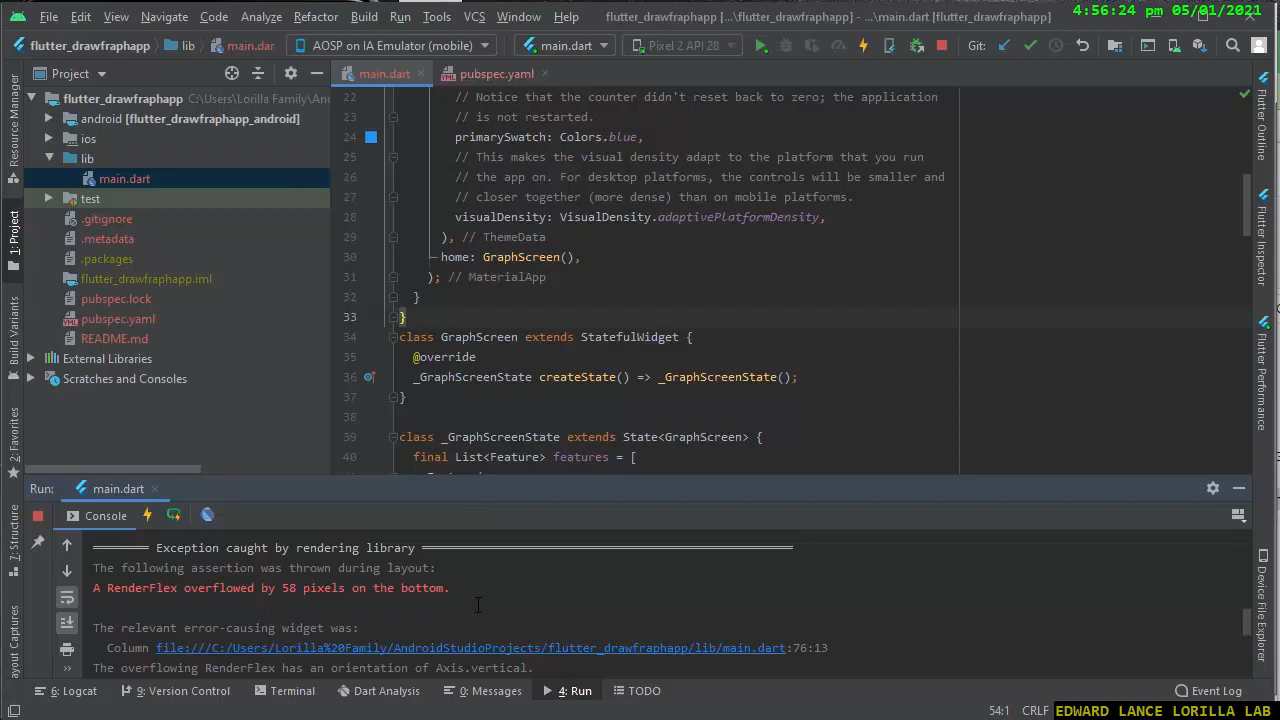 File Edit View Navigate Code Analyze Refactor Build Run Tools VCS Window Help flutter_drawfraphapp [...\flutter_drawfraphapp] - ...\main.dart [flutter_drawfraphapp]
4:56:24 pm 05/01/2021
flutter_drawfraphapp lib main.dar AOSP on IA Emulator (mobile) main.dart Pixel 2 API 28 Git:
Project main.dart pubspec.yaml
flutter_drawfraphapp C:\Users\Lorilla Family\An
android [flutter_drawfraphapp_android]
ios
lib
main.dart
test
.gitignore
.metadata
.packages
flutter_drawfraphapp.iml
pubspec.lock
pubspec.yaml
README.md
External Libraries
Scratches and Consoles
22 // Notice that the counter didn't reset back to zero; the application
23 // is not restarted.
24 primarySwatch: Colors.blue,
25 // This makes the visual density adapt to the platform that you run
26 // the app on. For desktop platforms, the controls will be smaller and
27 // closer together (more dense) than on mobile platforms.
28 visualDensity: VisualDensity.adaptivePlatformDensity,
29 ), // ThemeData
30 home: GraphScreen(),
31 ); // MaterialApp
32 }
33 }
34 class GraphScreen extends StatefulWidget {
35 @override
36 _GraphScreenState createState() => _GraphScreenState();
37 }
38
39 class _GraphScreenState extends State<GraphScreen> {
40 final List<Feature> features = [
Resource Manager
1: Project
Build Variants
2: Favorites
7: Structure
ayout Captures
Flutter Outline
Flutter Inspector
Flutter Performance
Device File Explorer
Run: main.dart
Console
Exception caught by rendering library
The following assertion was thrown during layout:
A RenderFlex overflowed by 58 pixels on the bottom.
The relevant error-causing widget was:
Column file:///C:/Users/Lorilla%20Family/AndroidStudioProjects/flutter_drawfraphapp/lib/main.dart:76:13
The overflowing RenderFlex has an orientation of Axis.vertical.
6: Logcat 9: Version Control Terminal Dart Analysis 0: Messages 4: Run TODO Event Log
54:1 CRLF EDWARD LANCE LORILLA LAB